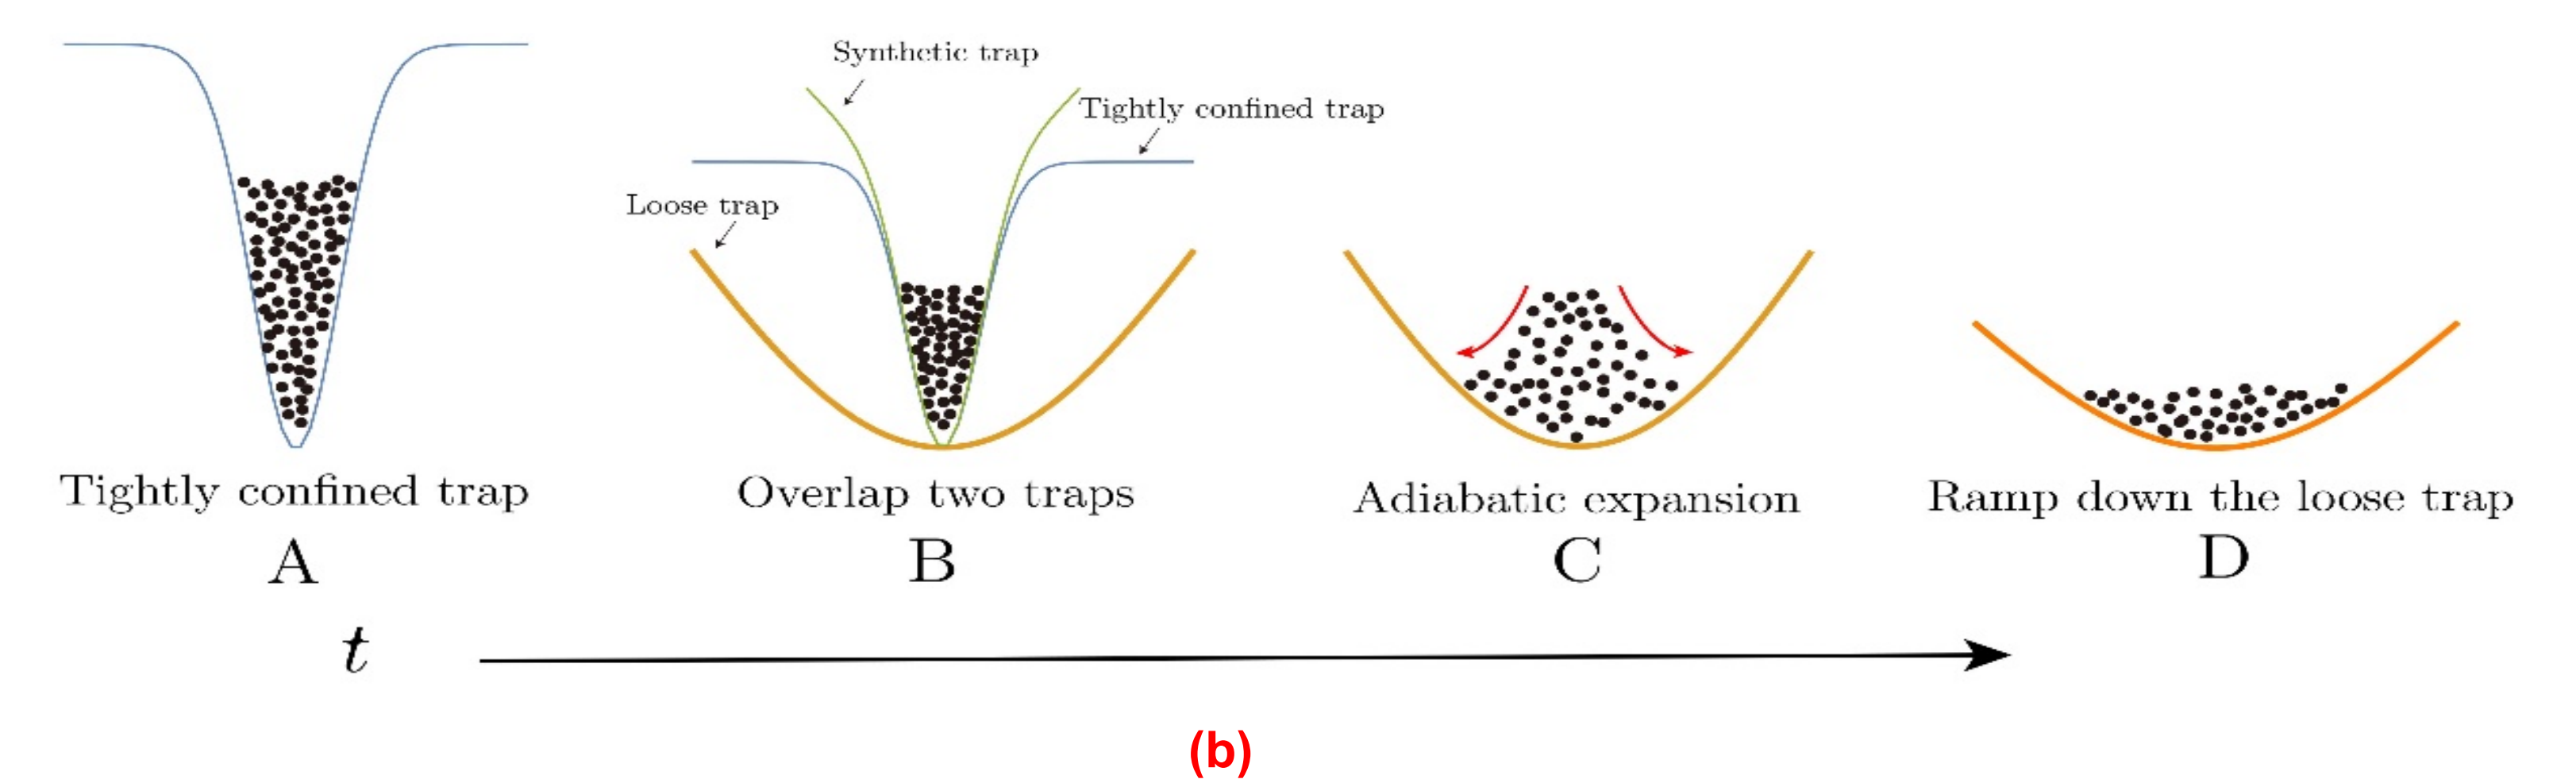 Synthetic trap
Tightly confined trap
Loose trap
Tightly confined trap
Overlap two traps
Adiabatic expansion
Ramp down the loose trap
A
B
C
D
t
(b)